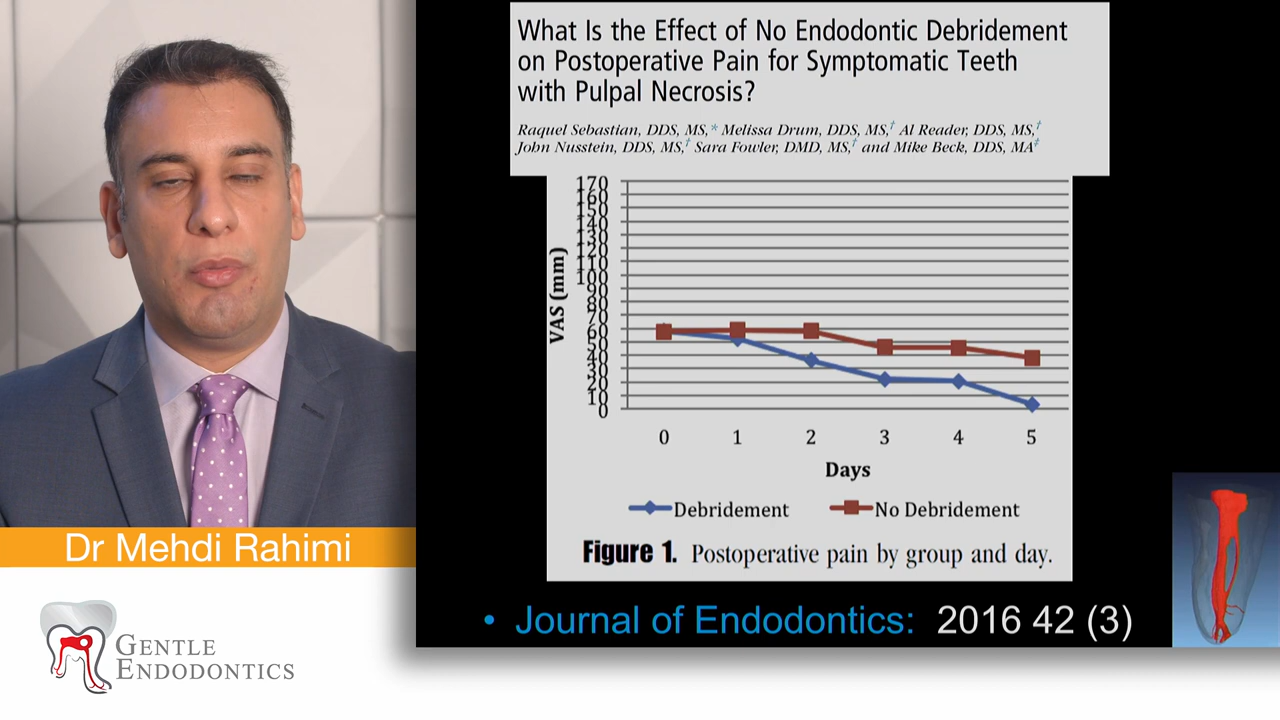 What Is the Effect of No Endodontic Debridement
on Postoperative Pain for Symptomatic Teeth
with Pulpal Necrosis?
Raquel Sebastian, DDS, MS,* Melissa Drum, DDS, MS,† Al Reader, DDS, MS,†
John Nusstein, DDS, MS,† Sara Fowler, DMD, MS,† and Mike Beck, DDS, MA‡
170
160
150
140
130
120
110
100
90
80
70
60
50
40
30
20
10
0
VAS (mm)
0 1 2 3 4 5
Days
Debridement No Debridement
Figure 1. Postoperative pain by group and day.
• Journal of Endodontics: 2016 42 (3)
Dr Mehdi Rahimi
GENTLE
ENDODONTICS